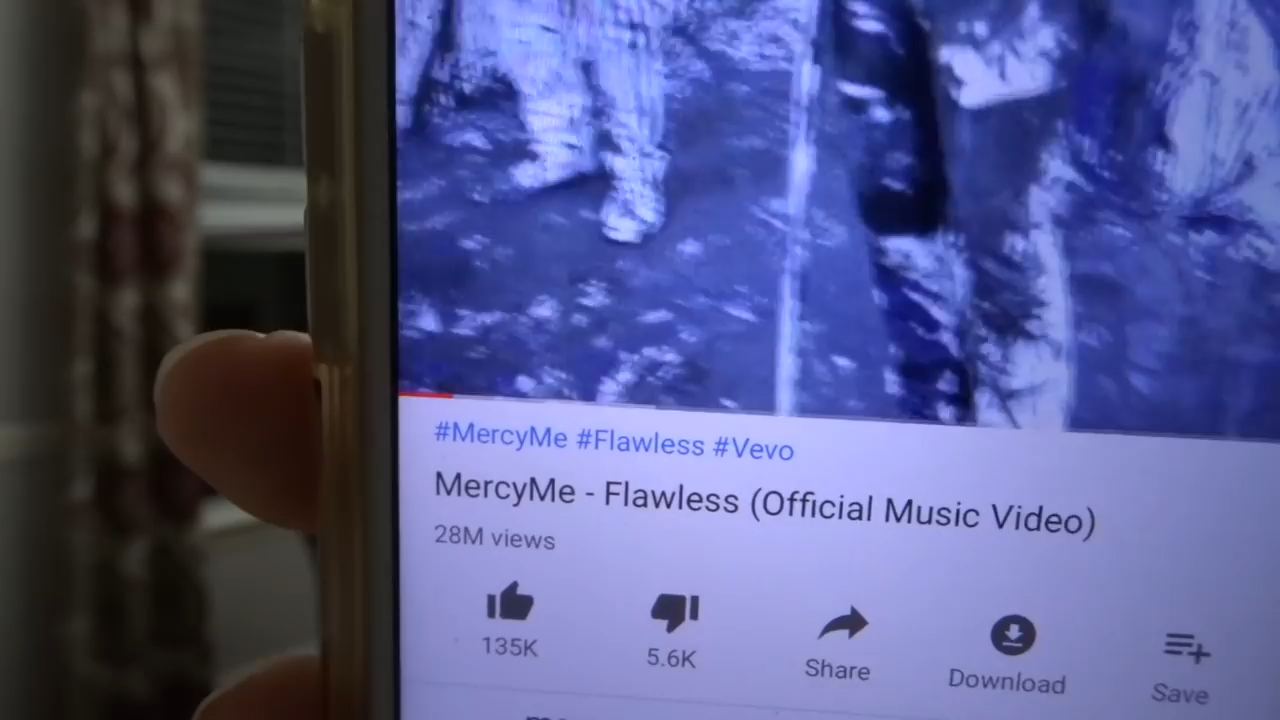 #MercyMe #Flawless #Vevo
MercyMe - Flawless (Official Music Video)
28M views
135K
5.6K
Share
Download
Save